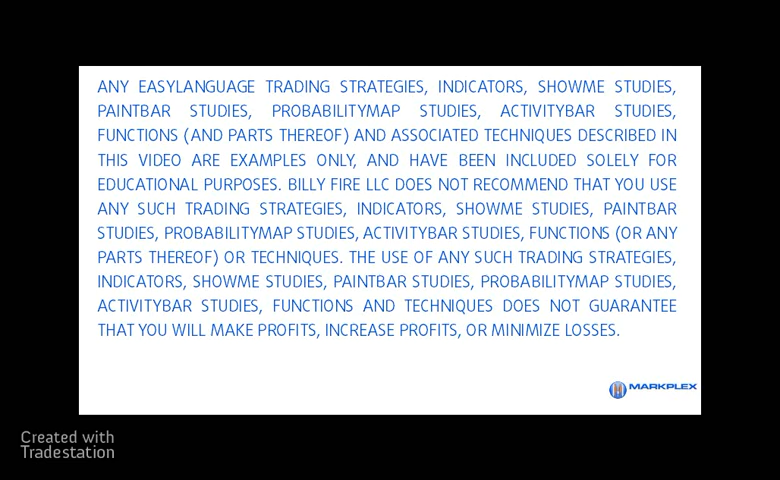 ANY EASYLANGUAGE TRADING STRATEGIES, INDICATORS, SHOWME STUDIES,
PAINTBAR STUDIES, PROBABILITYMAP STUDIES, ACTIVITYBAR STUDIES,
FUNCTIONS (AND PARTS THEREOF) AND ASSOCIATED TECHNIQUES DESCRIBED IN
THIS VIDEO ARE EXAMPLES ONLY, AND HAVE BEEN INCLUDED SOLELY FOR
EDUCATIONAL PURPOSES. BILLY FIRE LLC DOES NOT RECOMMEND THAT YOU USE
ANY SUCH TRADING STRATEGIES, INDICATORS, SHOWME STUDIES, PAINTBAR
STUDIES, PROBABILITYMAP STUDIES, ACTIVITYBAR STUDIES, FUNCTIONS (OR ANY
PARTS THEREOF) OR TECHNIQUES. THE USE OF ANY SUCH TRADING STRATEGIES,
INDICATORS, SHOWME STUDIES, PAINTBAR STUDIES, PROBABILITYMAP STUDIES,
ACTIVITYBAR STUDIES, FUNCTIONS AND TECHNIQUES DOES NOT GUARANTEE
THAT YOU WILL MAKE PROFITS, INCREASE PROFITS, OR MINIMIZE LOSSES.
MARKPLEX
Created with
Tradestation